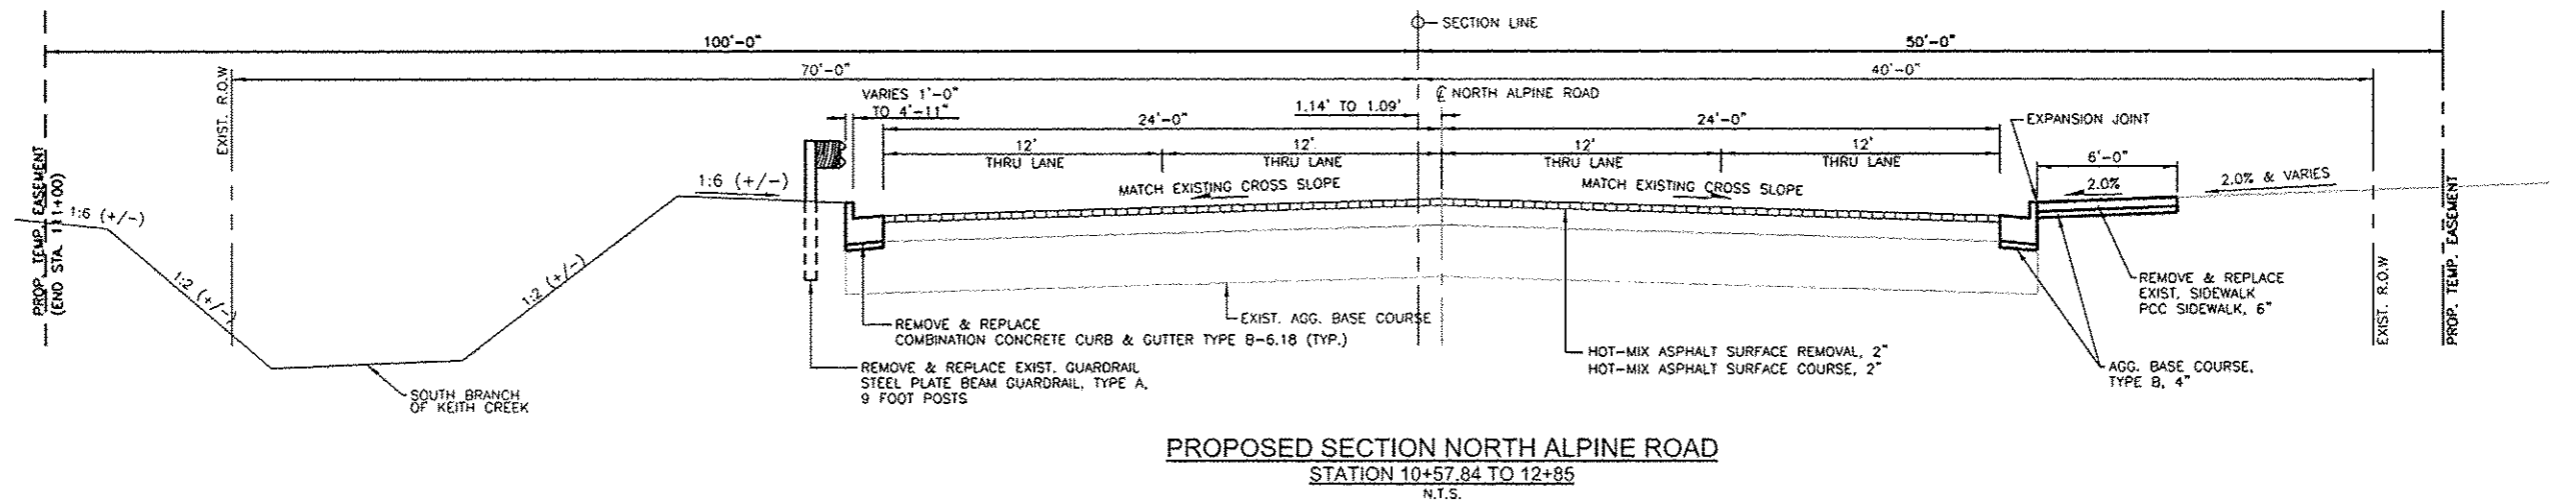 SECTION LINE
100'-0"
50'-0"
70'-0"
40'-0"
PROP. TEMP. EASEMENT
(END STA. 111+00)
EXIST. R.O.W
VARIES 1'-0"
TO 4'-11"
1.14' TO 1.09'
℄ NORTH ALPINE ROAD
24'-0"
24'-0"
EXPANSION JOINT
12'
THRU LANE
12'
THRU LANE
12'
THRU LANE
12'
THRU LANE
6'-0"
1:6 (+/-)
MATCH EXISTING CROSS SLOPE
MATCH EXISTING CROSS SLOPE
2.0%
2.0% & VARIES
1:6 (+/-)
1:2 (+/-)
1:2 (+/-)
EXIST. R.O.W
PROP. TEMP. EASEMENT
REMOVE & REPLACE
EXIST. SIDEWALK
PCC SIDEWALK, 6"
EXIST. AGG. BASE COURSE
REMOVE & REPLACE
COMBINATION CONCRETE CURB & GUTTER TYPE B-6.18 (TYP.)
HOT-MIX ASPHALT SURFACE REMOVAL, 2"
HOT-MIX ASPHALT SURFACE COURSE, 2"
AGG. BASE COURSE,
TYPE B, 4"
REMOVE & REPLACE EXIST. GUARDRAIL
STEEL PLATE BEAM GUARDRAIL, TYPE A,
9 FOOT POSTS
SOUTH BRANCH
OF KEITH CREEK
PROPOSED SECTION NORTH ALPINE ROAD
STATION 10+57.84 TO 12+85
N.T.S.